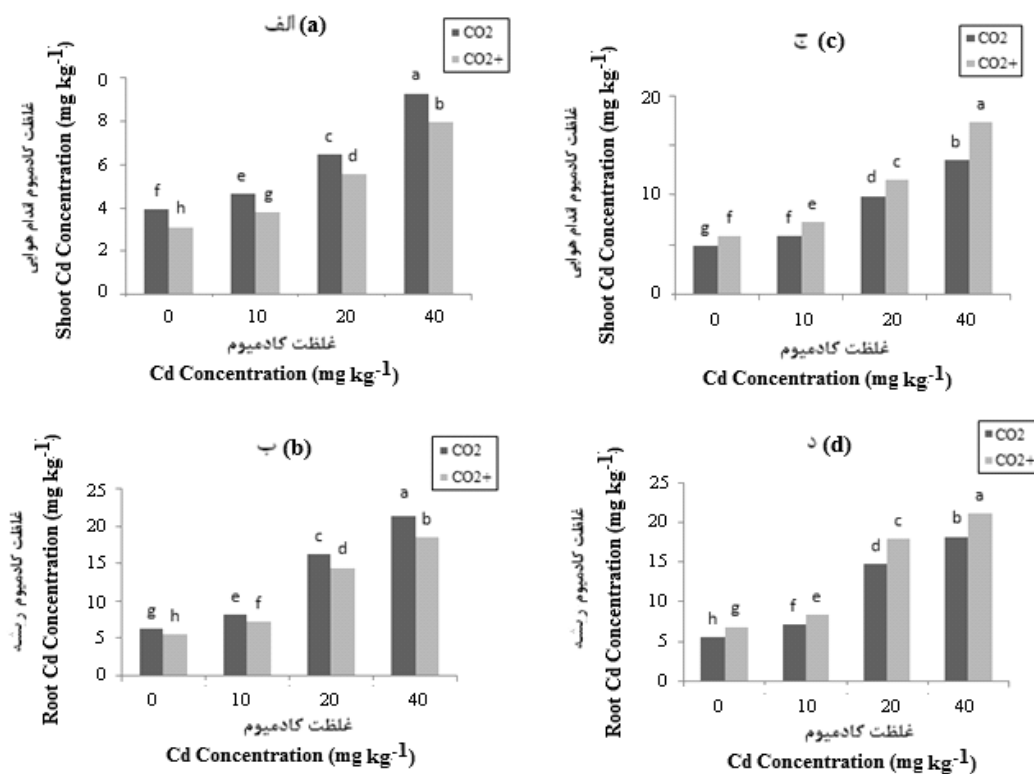 الف (a)
CO2
CO2+
غلظت کادمیوم اندام هوایی
Shoot Cd Concentration (mg kg-1)
0
8
6
4
2
0
f
h
e
g
c
d
a
b
0 10 20 40
غلظت کادمیوم
Cd Concentration (mg kg-1)
ج (c)
CO2
CO2+
غلظت کادمیوم اندام هوایی
Shoot Cd Concentration (mg kg-1)
20
10
0
g
f
f
e
d
c
b
a
0 10 20 40
غلظت کادمیوم
Cd Concentration (mg kg-1)
ب (b)
CO2
CO2+
غلظت کادمیوم ریشه
Root Cd Concentration (mg kg-1)
25
20
15
10
5
0
g
h
e
f
c
d
a
b
0 10 20 40
غلظت کادمیوم
Cd Concentration (mg kg-1)
د (d)
CO2
CO2+
غلظت کادمیوم ریشه
Root Cd Concentration (mg kg-1)
25
20
15
10
5
0
h
g
f
e
d
c
b
a
0 10 20 40
غلظت کادمیوم
Cd Concentration (mg kg-1)